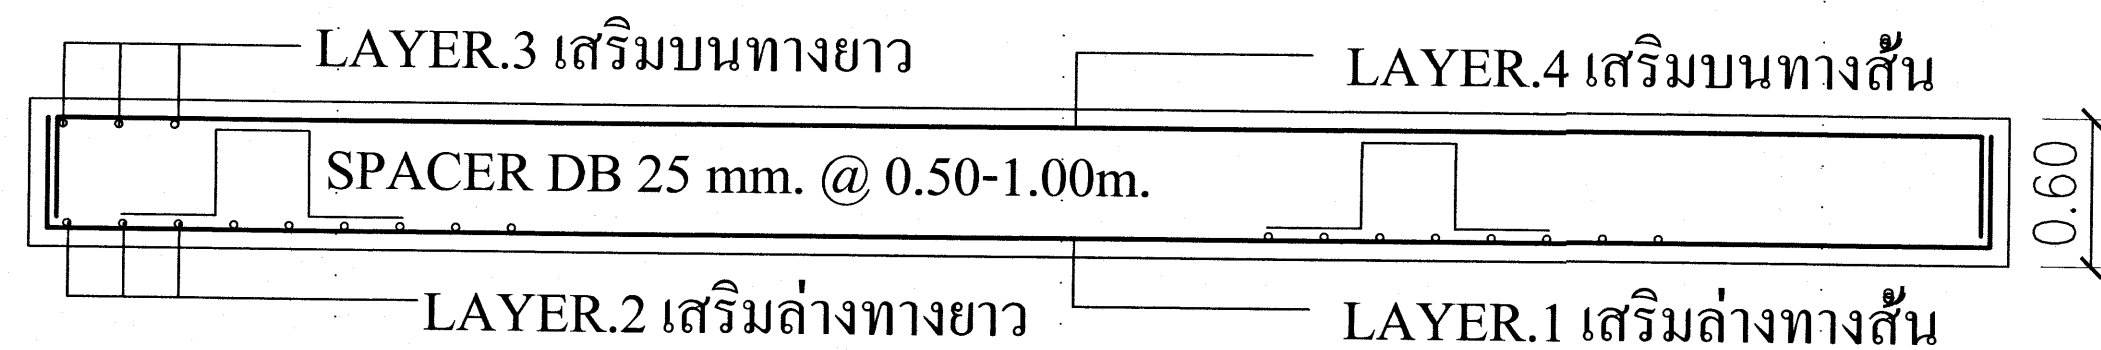 LAYER.3 เสริมบนทางยาว
LAYER.4 เสริมบนทางสั้น
SPACER DB 25 mm. @ 0.50-1.00m.
0.60
LAYER.2 เสริมล่างทางยาว
LAYER.1 เสริมล่างทางสั้น